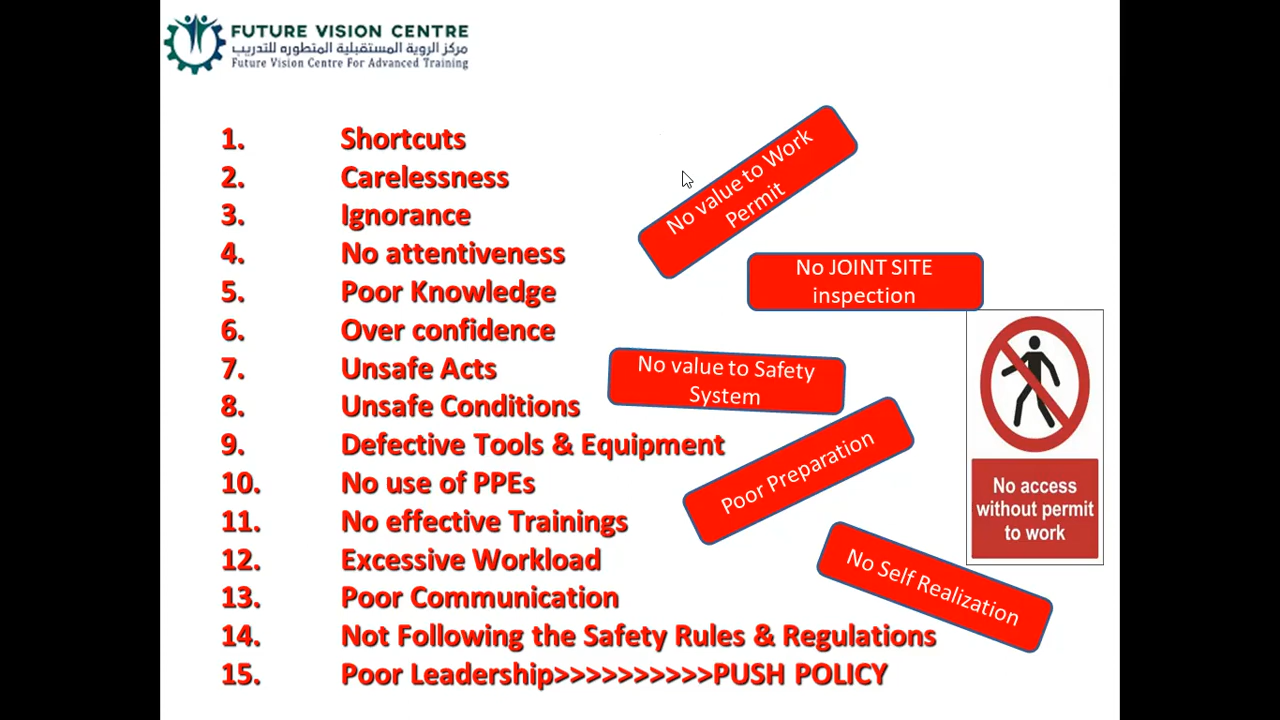 FUTURE VISION CENTRE
مركز الروية المستقبلية المتطوره للتدريب
Future Vision Centre For Advanced Training
1. Shortcuts
2. Carelessness
3. Ignorance
4. No attentiveness
5. Poor Knowledge
6. Over confidence
7. Unsafe Acts
8. Unsafe Conditions
9. Defective Tools & Equipment
10. No use of PPEs
11. No effective Trainings
12. Excessive Workload
13. Poor Communication
14. Not Following the Safety Rules & Regulations
15. Poor Leadership>>>>>>>>>>PUSH POLICY
No value to Work
Permit
No JOINT SITE
inspection
No value to Safety
System
Poor Preparation
No Self Realization
No access
without permit
to work